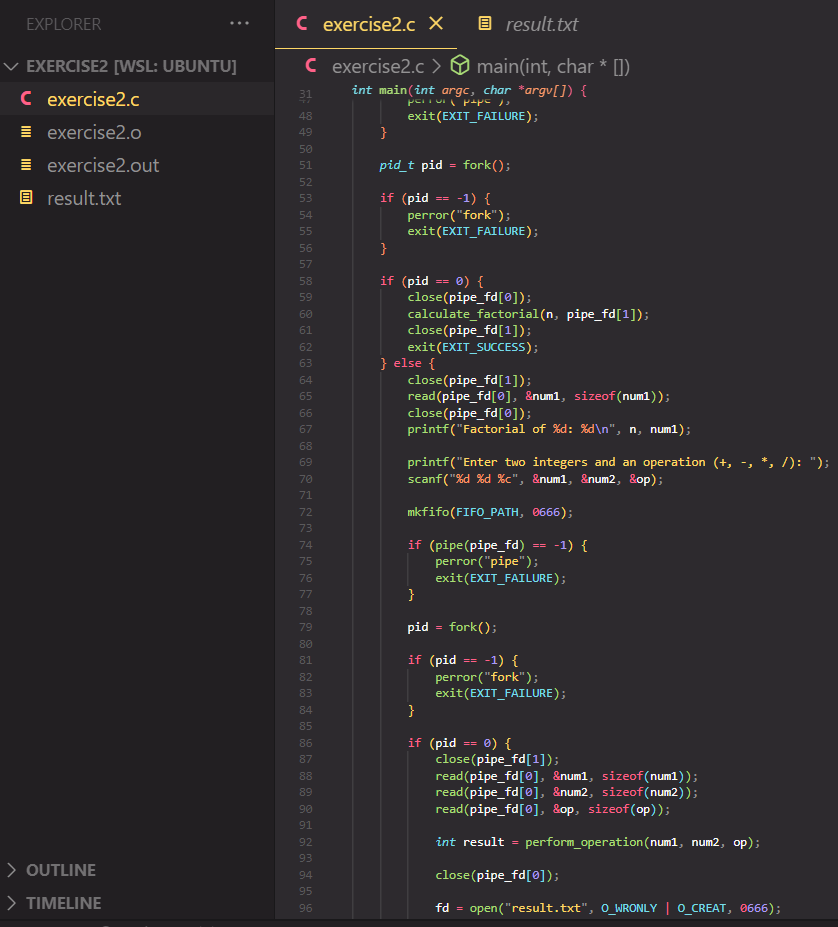 EXPLORER ...
EXERCISE2 [WSL: UBUNTU]
C exercise2.c
exercise2.o
exercise2.out
result.txt
OUTLINE
TIMELINE
C exercise2.c
result.txt
C exercise2.c > main(int, char * [])
31 int main(int argc, char *argv[]) {
47 perror("pipe");
48 exit(EXIT_FAILURE);
49 }
50
51 pid_t pid = fork();
52
53 if (pid == -1) {
54 perror("fork");
55 exit(EXIT_FAILURE);
56 }
57
58 if (pid == 0) {
59 close(pipe_fd[0]);
60 calculate_factorial(n, pipe_fd[1]);
61 close(pipe_fd[1]);
62 exit(EXIT_SUCCESS);
63 } else {
64 close(pipe_fd[1]);
65 read(pipe_fd[0], &num1, sizeof(num1));
66 close(pipe_fd[0]);
67 printf("Factorial of %d: %d\n", n, num1);
68
69 printf("Enter two integers and an operation (+, -, *, /): ");
70 scanf("%d %d %c", &num1, &num2, &op);
71
72 mkfifo(FIFO_PATH, 0666);
73
74 if (pipe(pipe_fd) == -1) {
75 perror("pipe");
76 exit(EXIT_FAILURE);
77 }
78
79 pid = fork();
80
81 if (pid == -1) {
82 perror("fork");
83 exit(EXIT_FAILURE);
84 }
85
86 if (pid == 0) {
87 close(pipe_fd[1]);
88 read(pipe_fd[0], &num1, sizeof(num1));
89 read(pipe_fd[0], &num2, sizeof(num2));
90 read(pipe_fd[0], &op, sizeof(op));
91
92 int result = perform_operation(num1, num2, op);
93
94 close(pipe_fd[0]);
95
96 fd = open("result.txt", O_WRONLY | O_CREAT, 0666);